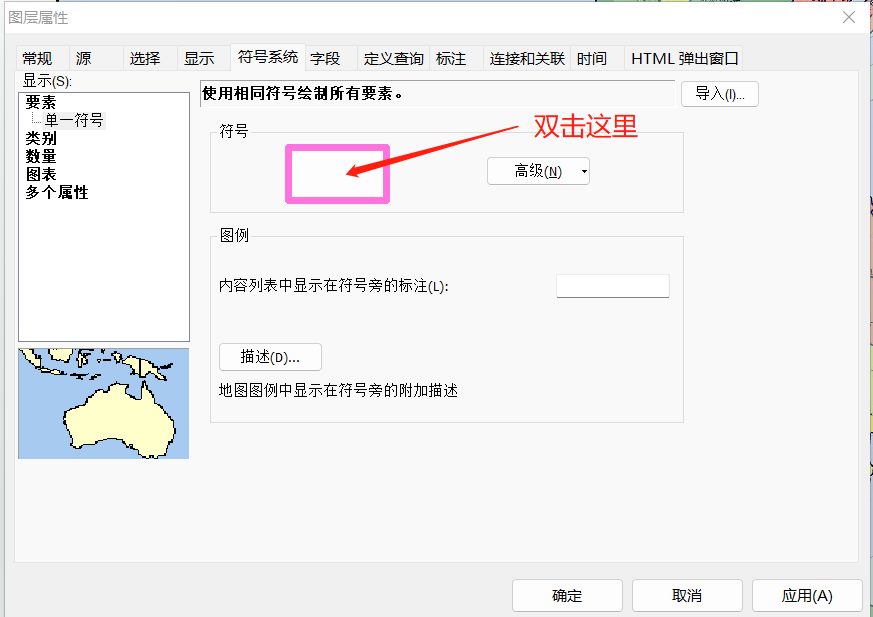 图层属性
常规 源 选择 显示 符号系统 字段 定义查询 标注 连接和关联 时间 HTML 弹出窗口
显示(S):
要素
单一符号
类别
数量
图表
多个属性
使用相同符号绘制所有要素。
导入(I)...
符号
双击这里
高级(N)
图例
内容列表中显示在符号旁的标注(L):
描述(D)...
地图图例中显示在符号旁的附加描述
确定 取消 应用(A)